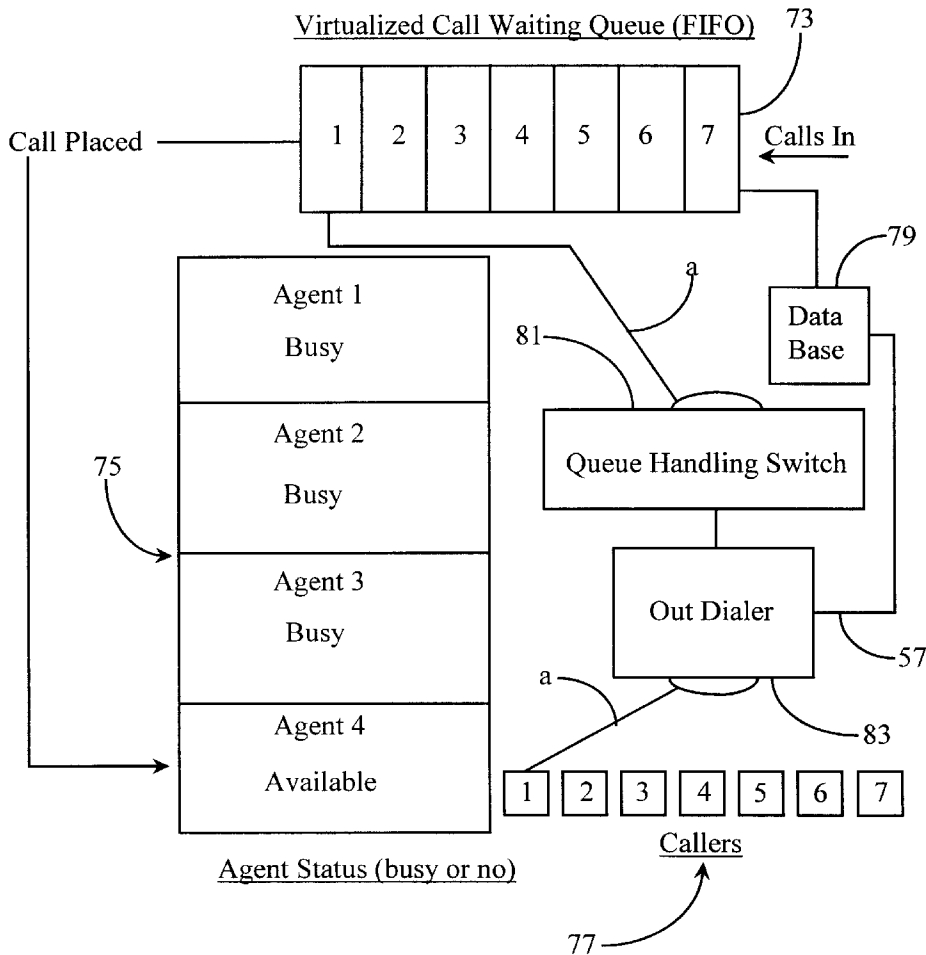 Virtualized Call Waiting Queue (FIFO)
73
1 2 3 4 5 6 7
Call Placed
Calls In
79
a
Data
Base
81
Agent 1
Busy
Agent 2
Busy
Queue Handling Switch
75
Agent 3
Busy
Out Dialer
57
a
83
Agent 4
Available
1 2 3 4 5 6 7
Callers
Agent Status (busy or no)
77